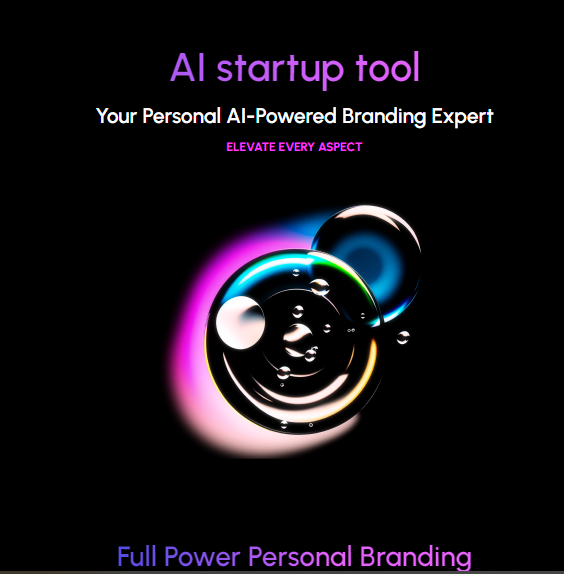 AI startup tool
Your Personal AI-Powered Branding Expert
ELEVATE EVERY ASPECT
Full Power Personal Branding